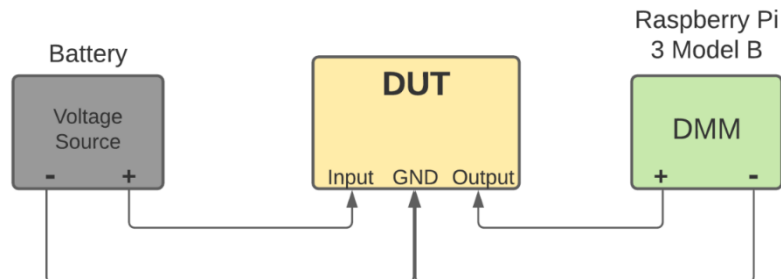 Battery
Voltage
Source
- +
DUT
Input GND Output
Raspberry Pi
3 Model B
DMM
+ -